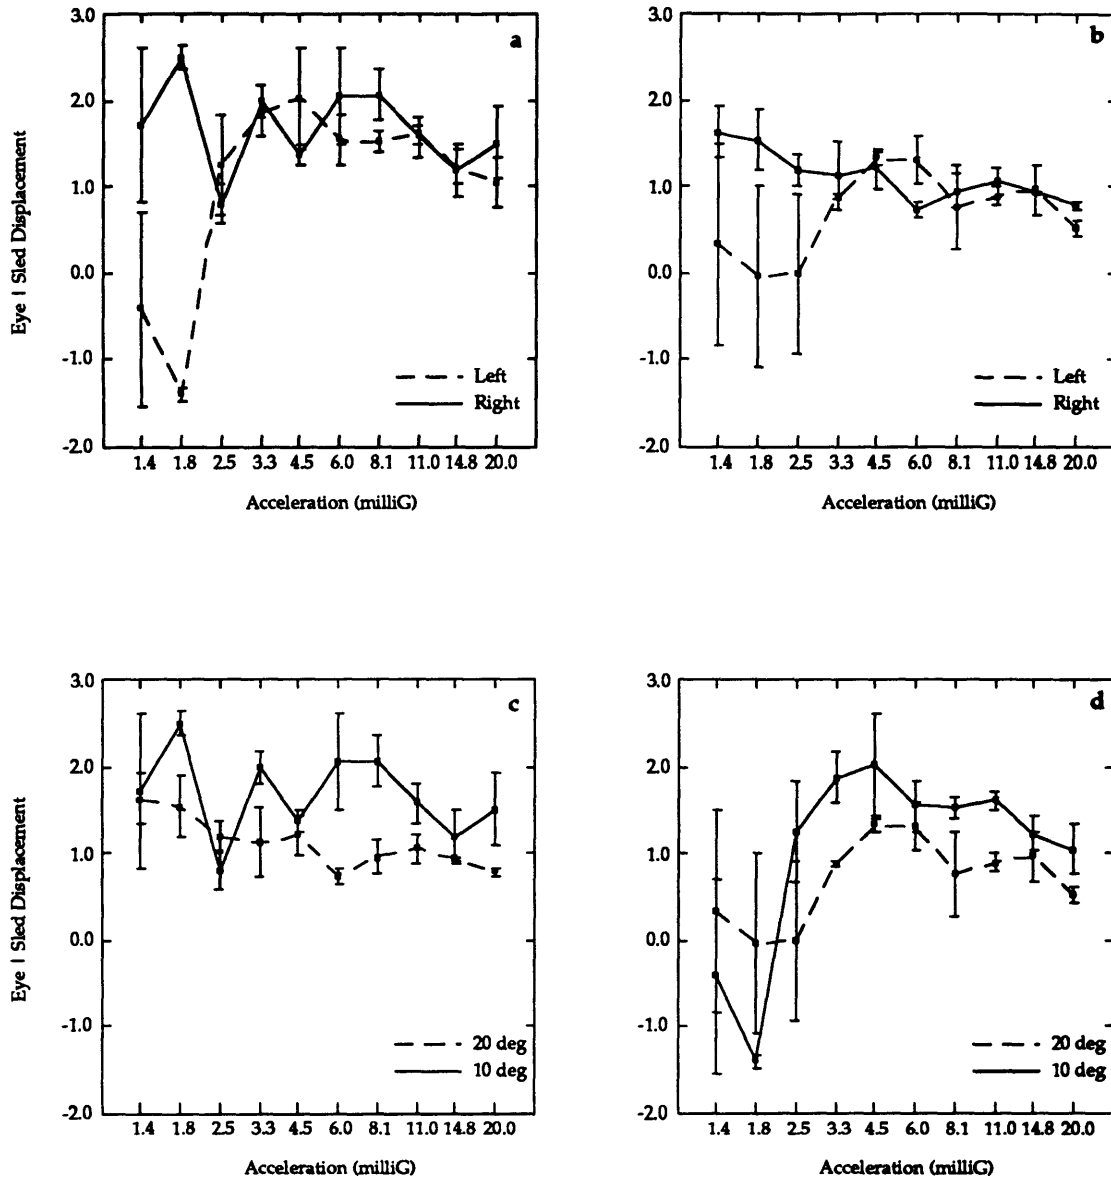 a
3.0
2.0
1.0
0.0
-1.0
-2.0
Eye | Sled Displacement
Left
Right
1.4 1.8 2.5 3.3 4.5 6.0 8.1 11.0 14.8 20.0
Acceleration (milliG)
b
3.0
2.0
1.0
0.0
-1.0
-2.0
Left
Right
1.4 1.8 2.5 3.3 4.5 6.0 8.1 11.0 14.8 20.0
Acceleration (milliG)
c
3.0
2.0
1.0
0.0
-1.0
-2.0
Eye | Sled Displacement
20 deg
10 deg
1.4 1.8 2.5 3.3 4.5 6.0 8.1 11.0 14.8 20.0
Acceleration (milliG)
d
3.0
2.0
1.0
0.0
-1.0
-2.0
20 deg
10 deg
1.4 1.8 2.5 3.3 4.5 6.0 8.1 11.0 14.8 20.0
Acceleration (milliG)